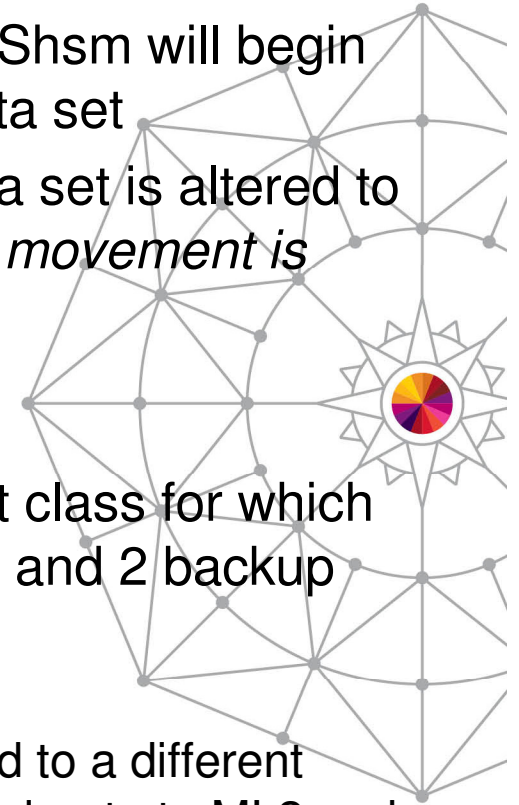 Shsm will begin
ta set
a set is altered to
movement is
t class for which
and 2 backup
d to a different